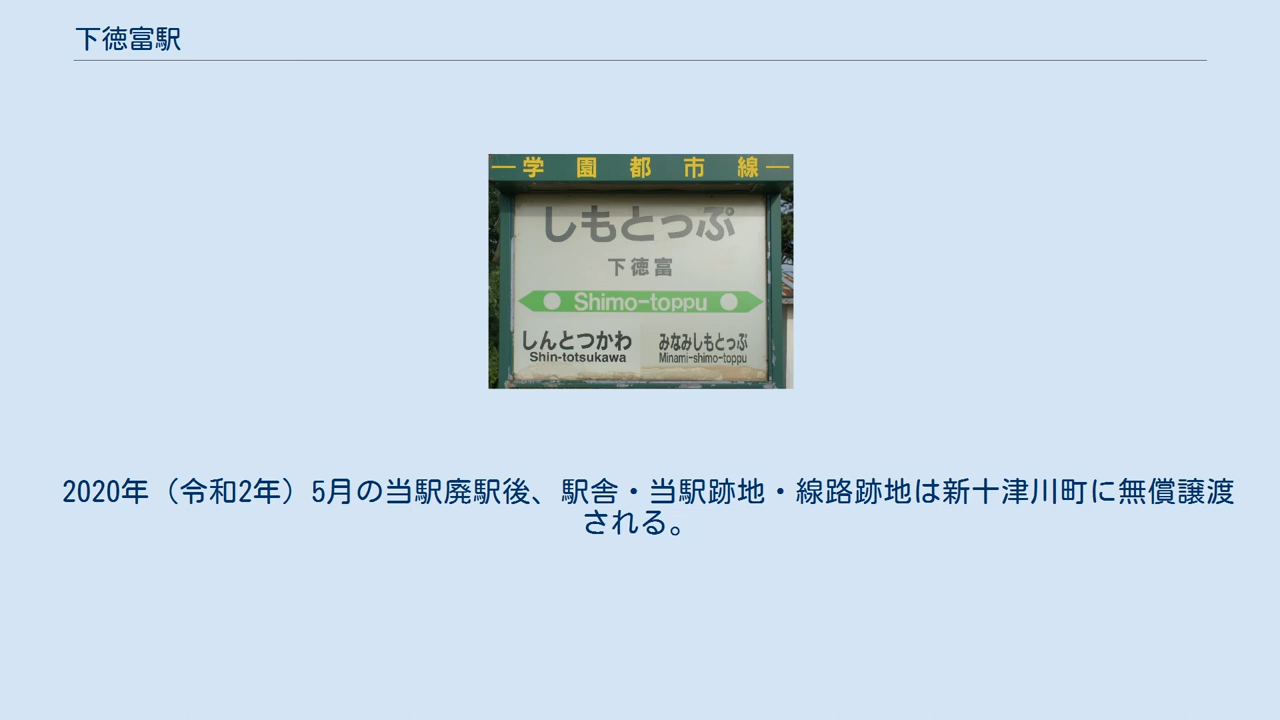 下徳富駅
学園都市線
しもとっぷ
下徳富
Shimo-toppu
しんとつかわ みなみしもとっぷ
Shin-totsukawa Minami-shimo-toppu
2020年（令和2年）5月の当駅廃駅後、駅舎・当駅跡地・線路跡地は新十津川町に無償譲渡
される。